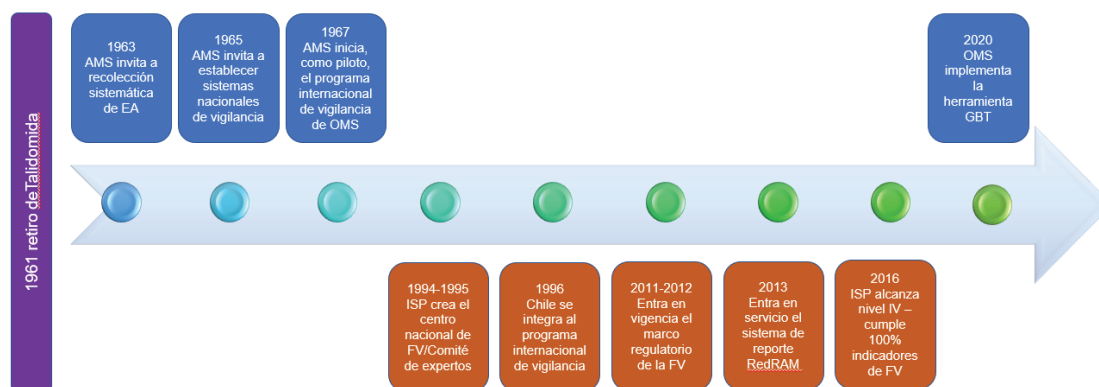 1961 retiro deTalidomida
1963
AMS invita a
recolección
sistemática
de EA
1965
AMS invita a
establecer
sistemas
nacionales
de vigilancia
1967
AMS inicia,
como piloto,
el programa
internacional
de vigilancia
de OMS
2020
OMS
implementa
la
herramienta
GBT
1994-1995
ISP crea el
centro
nacional de
FV/Comité
de expertos
1996
Chile se
integra al
programa
internacional
de vigilancia
2011-2012
Entra en
vigencia el
marco
regulatorio
de la FV
2013
Entra en
servicio el
sistema de
reporte
RedRAM
2016
ISP alcanza
nivel IV –
cumple
100%
indicadores
de FV